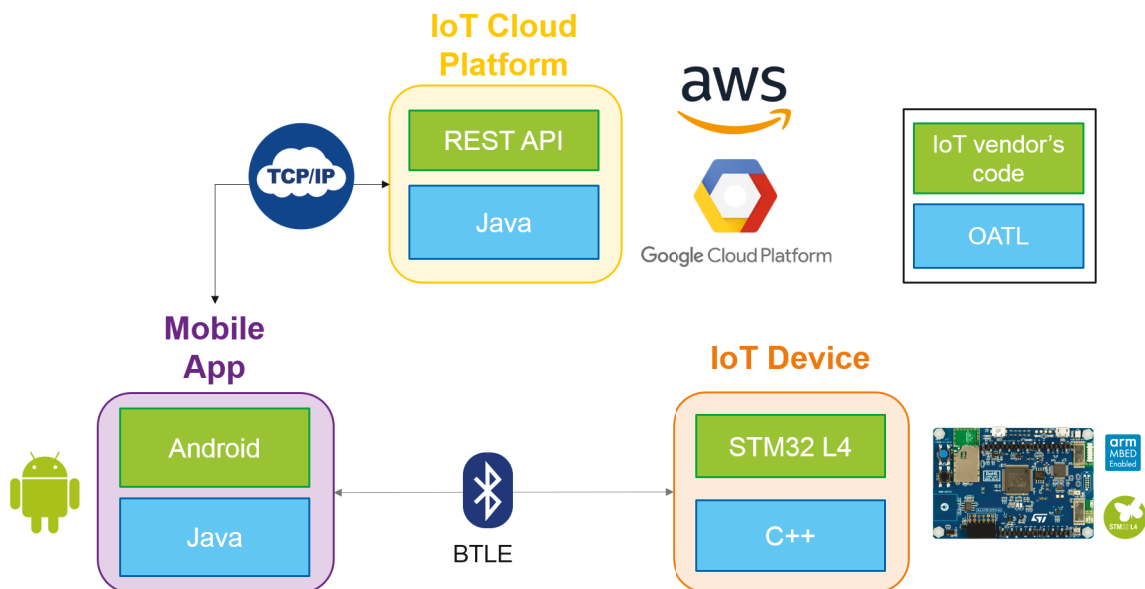 IoT Cloud
Platform
REST API
Java
TCP/IP
aws
Google Cloud Platform
IoT vendor's
code
OATL
Mobile
App
Android
Java
BTLE
IoT Device
STM32 L4
C++
arm
MBED
Enabled
STM32 L4